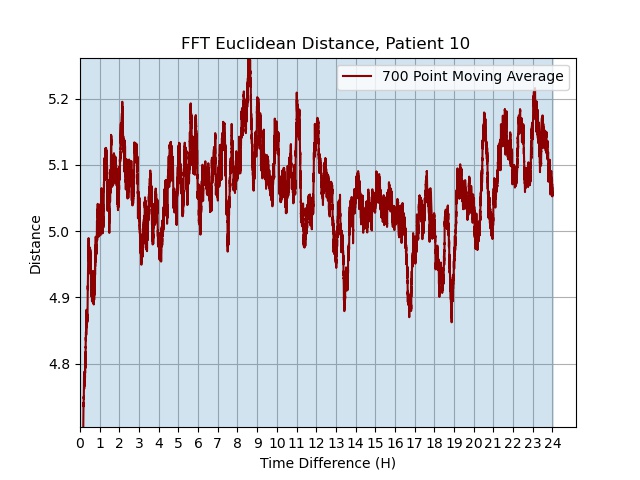 FFT Euclidean Distance, Patient 10
700 Point Moving Average
5.2
5.1
5.0
4.9
4.8
Distance
0 1 2 3 4 5 6 7 8 9 10 11 12 13 14 15 16 17 18 19 20 21 22 23 24
Time Difference (H)